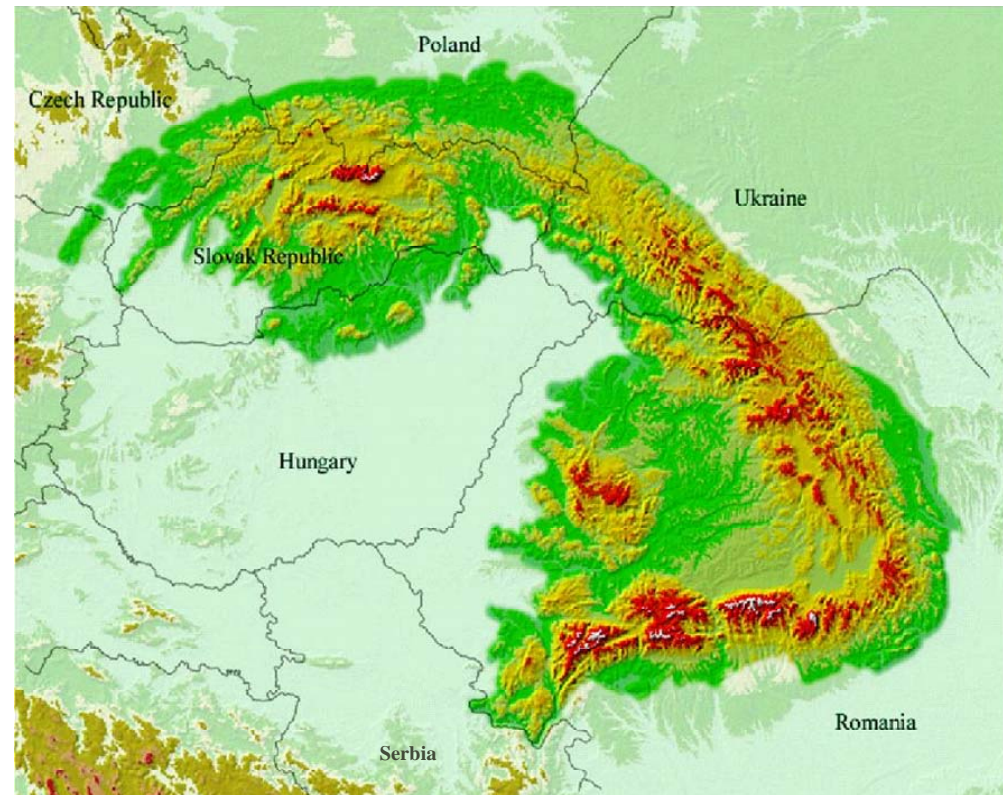 Poland
Czech Republic
Ukraine
Slovak Republic
Hungary
Romania
Serbia